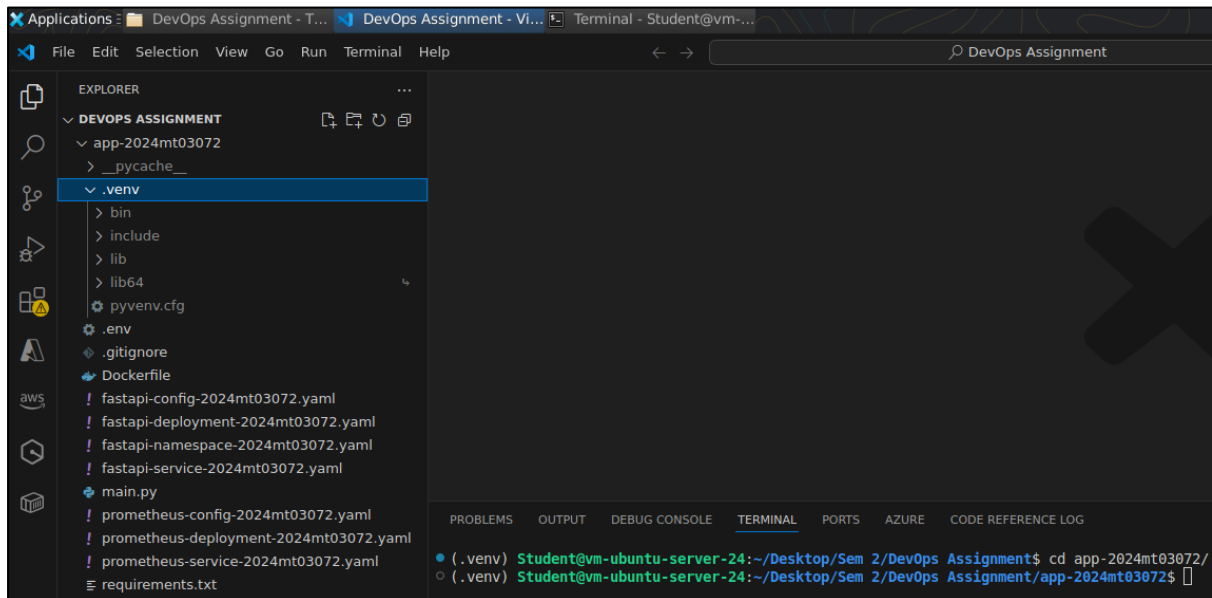 Applications
DevOps Assignment - T...
DevOps Assignment - Vi...
Terminal - Student@vm-...
File Edit Selection View Go Run Terminal Help
DevOps Assignment
EXPLORER
DEVOPS ASSIGNMENT
app-2024mt03072
__pycache__
.venv
bin
include
lib
lib64
pyvenv.cfg
.env
.gitignore
Dockerfile
aws
fastapi-config-2024mt03072.yaml
fastapi-deployment-2024mt03072.yaml
fastapi-namespace-2024mt03072.yaml
fastapi-service-2024mt03072.yaml
main.py
prometheus-config-2024mt03072.yaml
prometheus-deployment-2024mt03072.yaml
prometheus-service-2024mt03072.yaml
requirements.txt
PROBLEMS OUTPUT DEBUG CONSOLE TERMINAL PORTS AZURE CODE REFERENCE LOG
(.venv) Student@vm-ubuntu-server-24:~/Desktop/Sem 2/DevOps Assignment$ cd app-2024mt03072/
(.venv) Student@vm-ubuntu-server-24:~/Desktop/Sem 2/DevOps Assignment/app-2024mt03072$